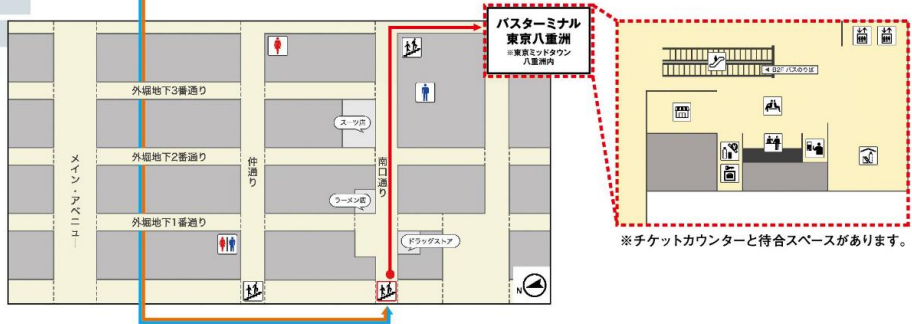 バスターミナル
東京八重洲
※東京ミッドタウン
八重洲内
外堀地下3番通り
スーツ店
外堀地下2番通り
メイン・アベニュー
仲通り
南口通り
ラーメン店
外堀地下1番通り
ドラッグストア
N
◀ B2F バスのりば
※チケットカウンターと待合スペースがあります。